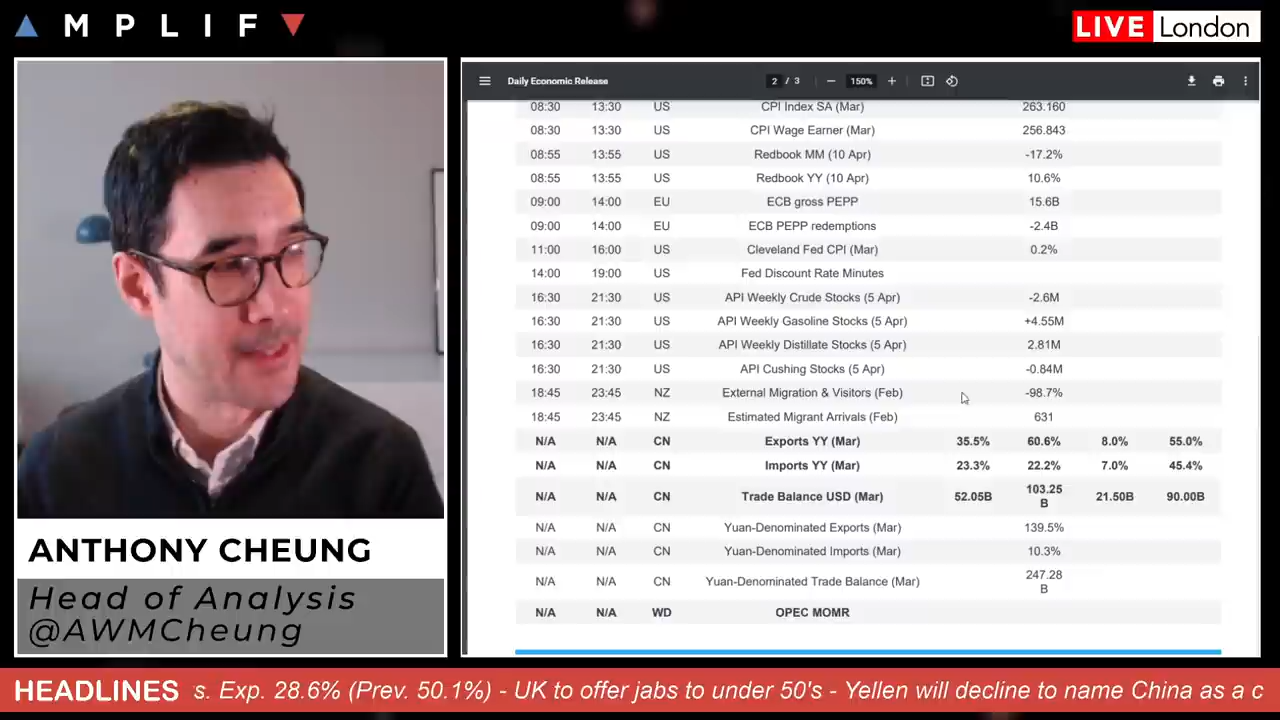 AMPLIFY
LIVE London
Daily Economic Release
2 / 3
150%
08:30 13:30 US CPI Index SA (Mar) 263.160
08:30 13:30 US CPI Wage Earner (Mar) 256.843
08:55 13:55 US Redbook MM (10 Apr) -17.2%
08:55 13:55 US Redbook YY (10 Apr) 10.6%
09:00 14:00 EU ECB gross PEPP 15.6B
09:00 14:00 EU ECB PEPP redemptions -2.4B
11:00 16:00 US Cleveland Fed CPI (Mar) 0.2%
14:00 19:00 US Fed Discount Rate Minutes
16:30 21:30 US API Weekly Crude Stocks (5 Apr) -2.6M
16:30 21:30 US API Weekly Gasoline Stocks (5 Apr) +4.55M
16:30 21:30 US API Weekly Distillate Stocks (5 Apr) 2.81M
16:30 21:30 US API Cushing Stocks (5 Apr) -0.84M
18:45 23:45 NZ External Migration & Visitors (Feb) -98.7%
18:45 23:45 NZ Estimated Migrant Arrivals (Feb) 631
N/A N/A CN Exports YY (Mar) 35.5% 60.6% 8.0% 55.0%
N/A N/A CN Imports YY (Mar) 23.3% 22.2% 7.0% 45.4%
N/A N/A CN Trade Balance USD (Mar) 52.05B 103.25 B 21.50B 90.00B
N/A N/A CN Yuan-Denominated Exports (Mar) 139.5%
N/A N/A CN Yuan-Denominated Imports (Mar) 10.3%
N/A N/A CN Yuan-Denominated Trade Balance (Mar) 247.28 B
N/A N/A WD OPEC MOMR
ANTHONY CHEUNG
Head of Analysis
@AWMCheung
HEADLINES s. Exp. 28.6% (Prev. 50.1%) - UK to offer jabs to under 50's - Yellen will decline to name China as a c